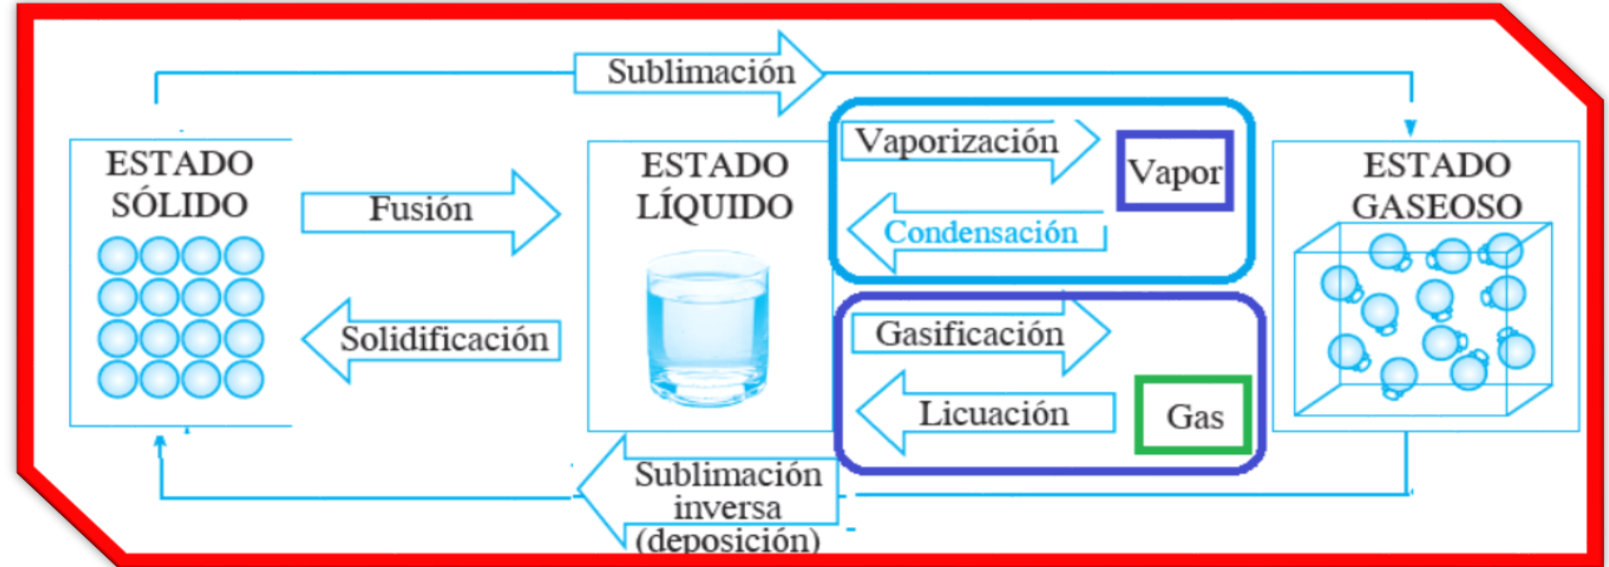 Sublimación
ESTADO
SÓLIDO
Fusión
Solidificación
ESTADO
LÍQUIDO
Vaporización
Vapor
Condensación
Gasificación
Licuación
Gas
ESTADO
GASEOSO
Sublimación
inversa
(deposición)